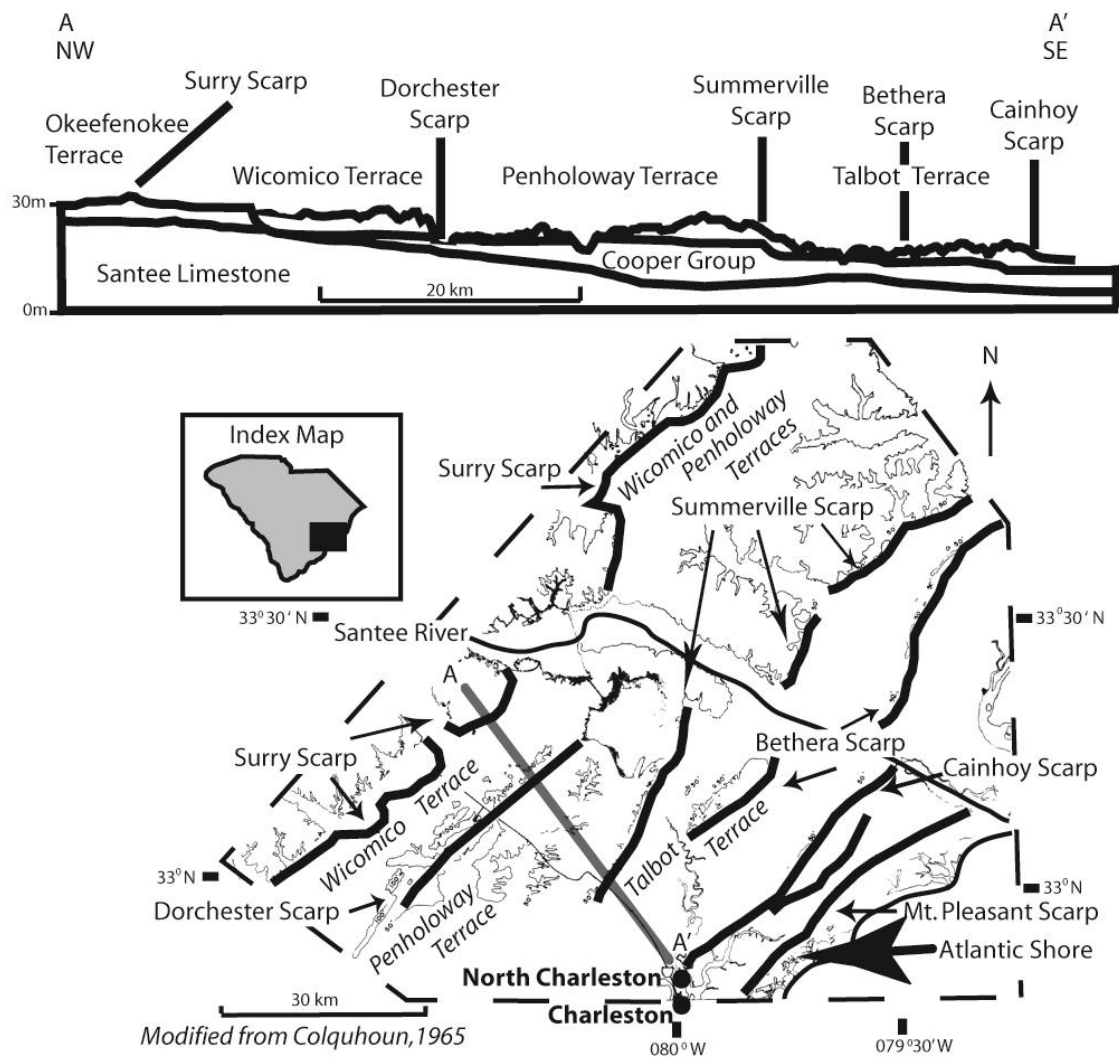 A
NW
A'
SE
Surry Scarp
Dorchester
Scarp
Summerville
Scarp
Bethera
Scarp
Cainhoy
Scarp
Okeefenokee
Terrace
Wicomico Terrace
Penholoway Terrace
Talbot Terrace
30m
Santee Limestone
Cooper Group
20 km
0m
N
Index Map
Wicomico and
Penholoway
Terraces
Surry Scarp
Summerville Scarp
33° 30' N
33° 30' N
Santee River
A
Surry Scarp
Bethera Scarp
Cainhoy Scarp
Wicomico Terrace
Talbot
Terrace
33° N
33° N
Dorchester Scarp
Penholoway
Terrace
Mt. Pleasant Scarp
A'
Atlantic Shore
North Charleston
30 km
Charleston
Modified from Colquhoun,1965
080° W
079°30'W